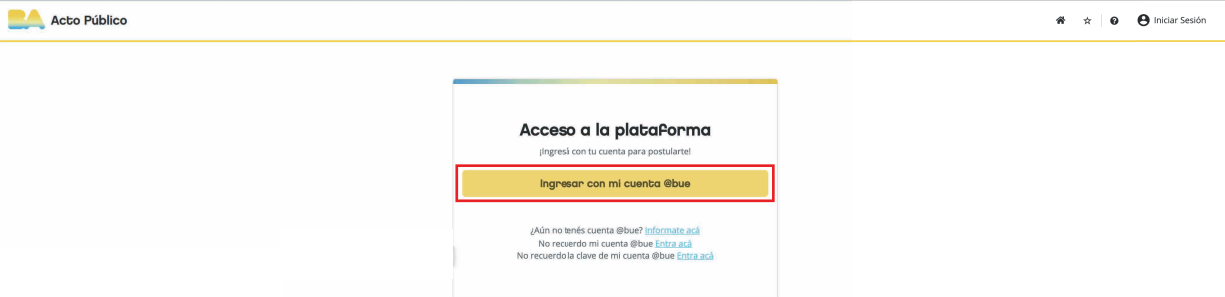 BA Acto Público
Iniciar Sesión
Acceso a la plataforma
¡Ingresá con tu cuenta para postularte!
Ingresar con mi cuenta @bue
¿Aún no tenés cuenta @bue? Informate acá
No recuerdo mi cuenta @bue Entra acá
No recuerdo la clave de mi cuenta @bue Entra acá